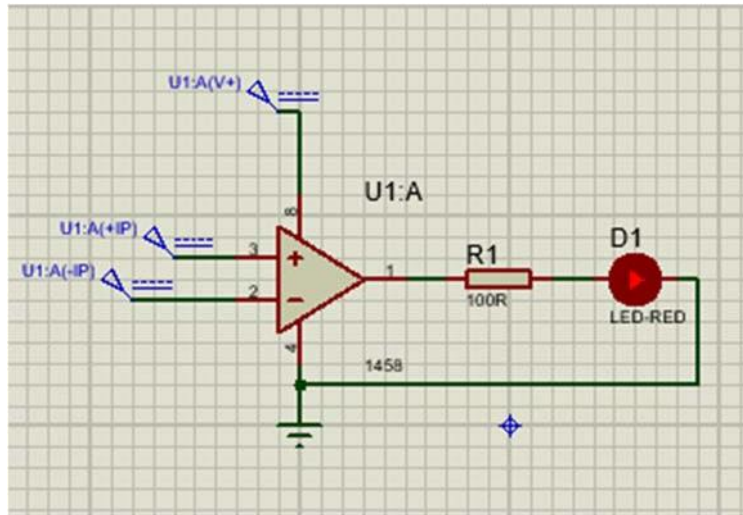 U1:A(V+)
U1:A
8
U1:A(+IP)
3
+
U1:A(-IP)
2
−
1
R1
100R
D1
LED-RED
4
1458